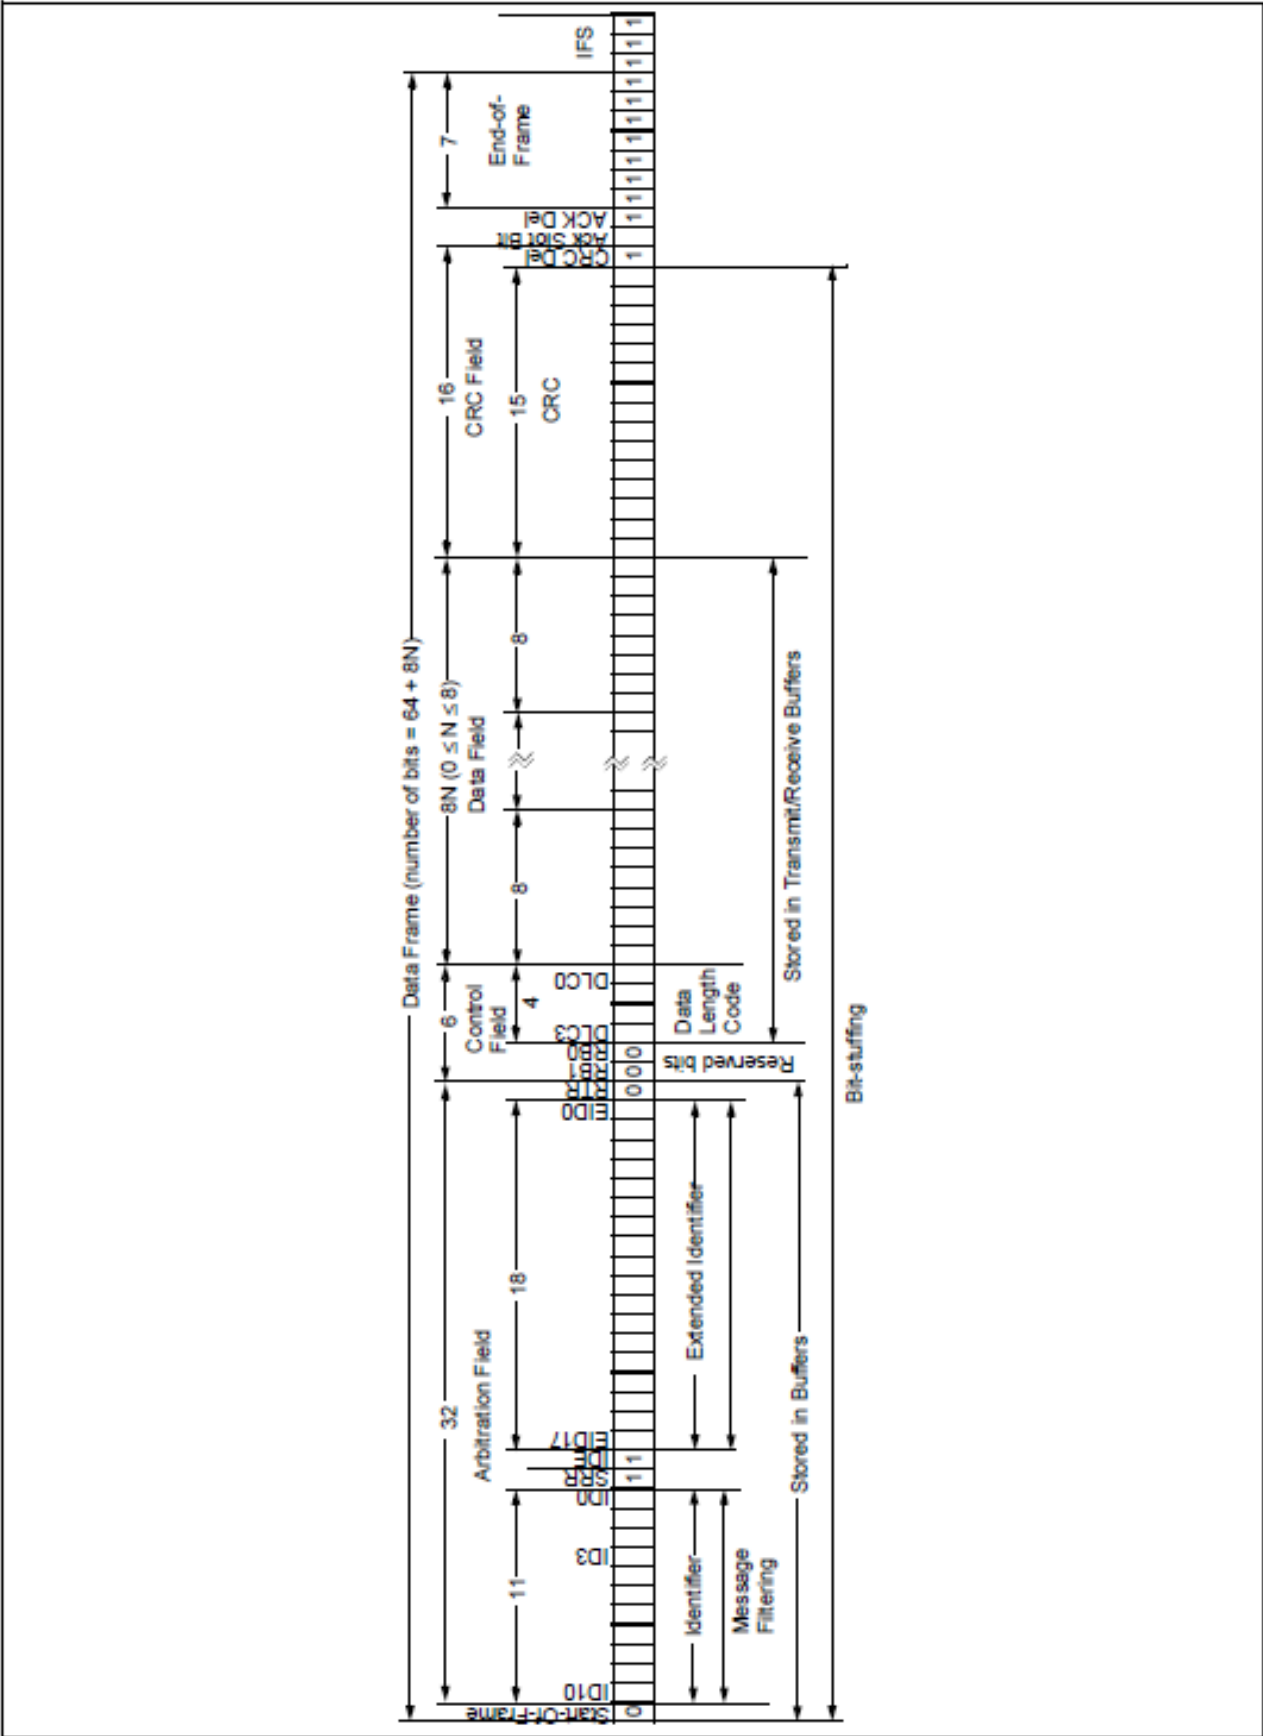 Data Frame (number of bits = 64 + 8N)
32
Arbitration Field
6
Control
Field
8N (0 ≤ N ≤ 8)
Data Field
16
CRC Field
7
End-of-
Frame
IFS
11
18
4
8
8
15
CRC
Start-Of-Frame
ID10
ID3
ID0
SRR
IDE
EID17
EID0
RTR
RB1
RB0
DLC3
DLC0
CRC Del
Ack Slot Bit
ACK Del
0
1
1
0
0
0
1
1
1
1
1
1
1
1
1
1
1
1
Identifier
Extended Identifier
Reserved bits
Data
Length
Code
Message
Filtering
Stored in Buffers
Stored in Transmit/Receive Buffers
Bit-stuffing